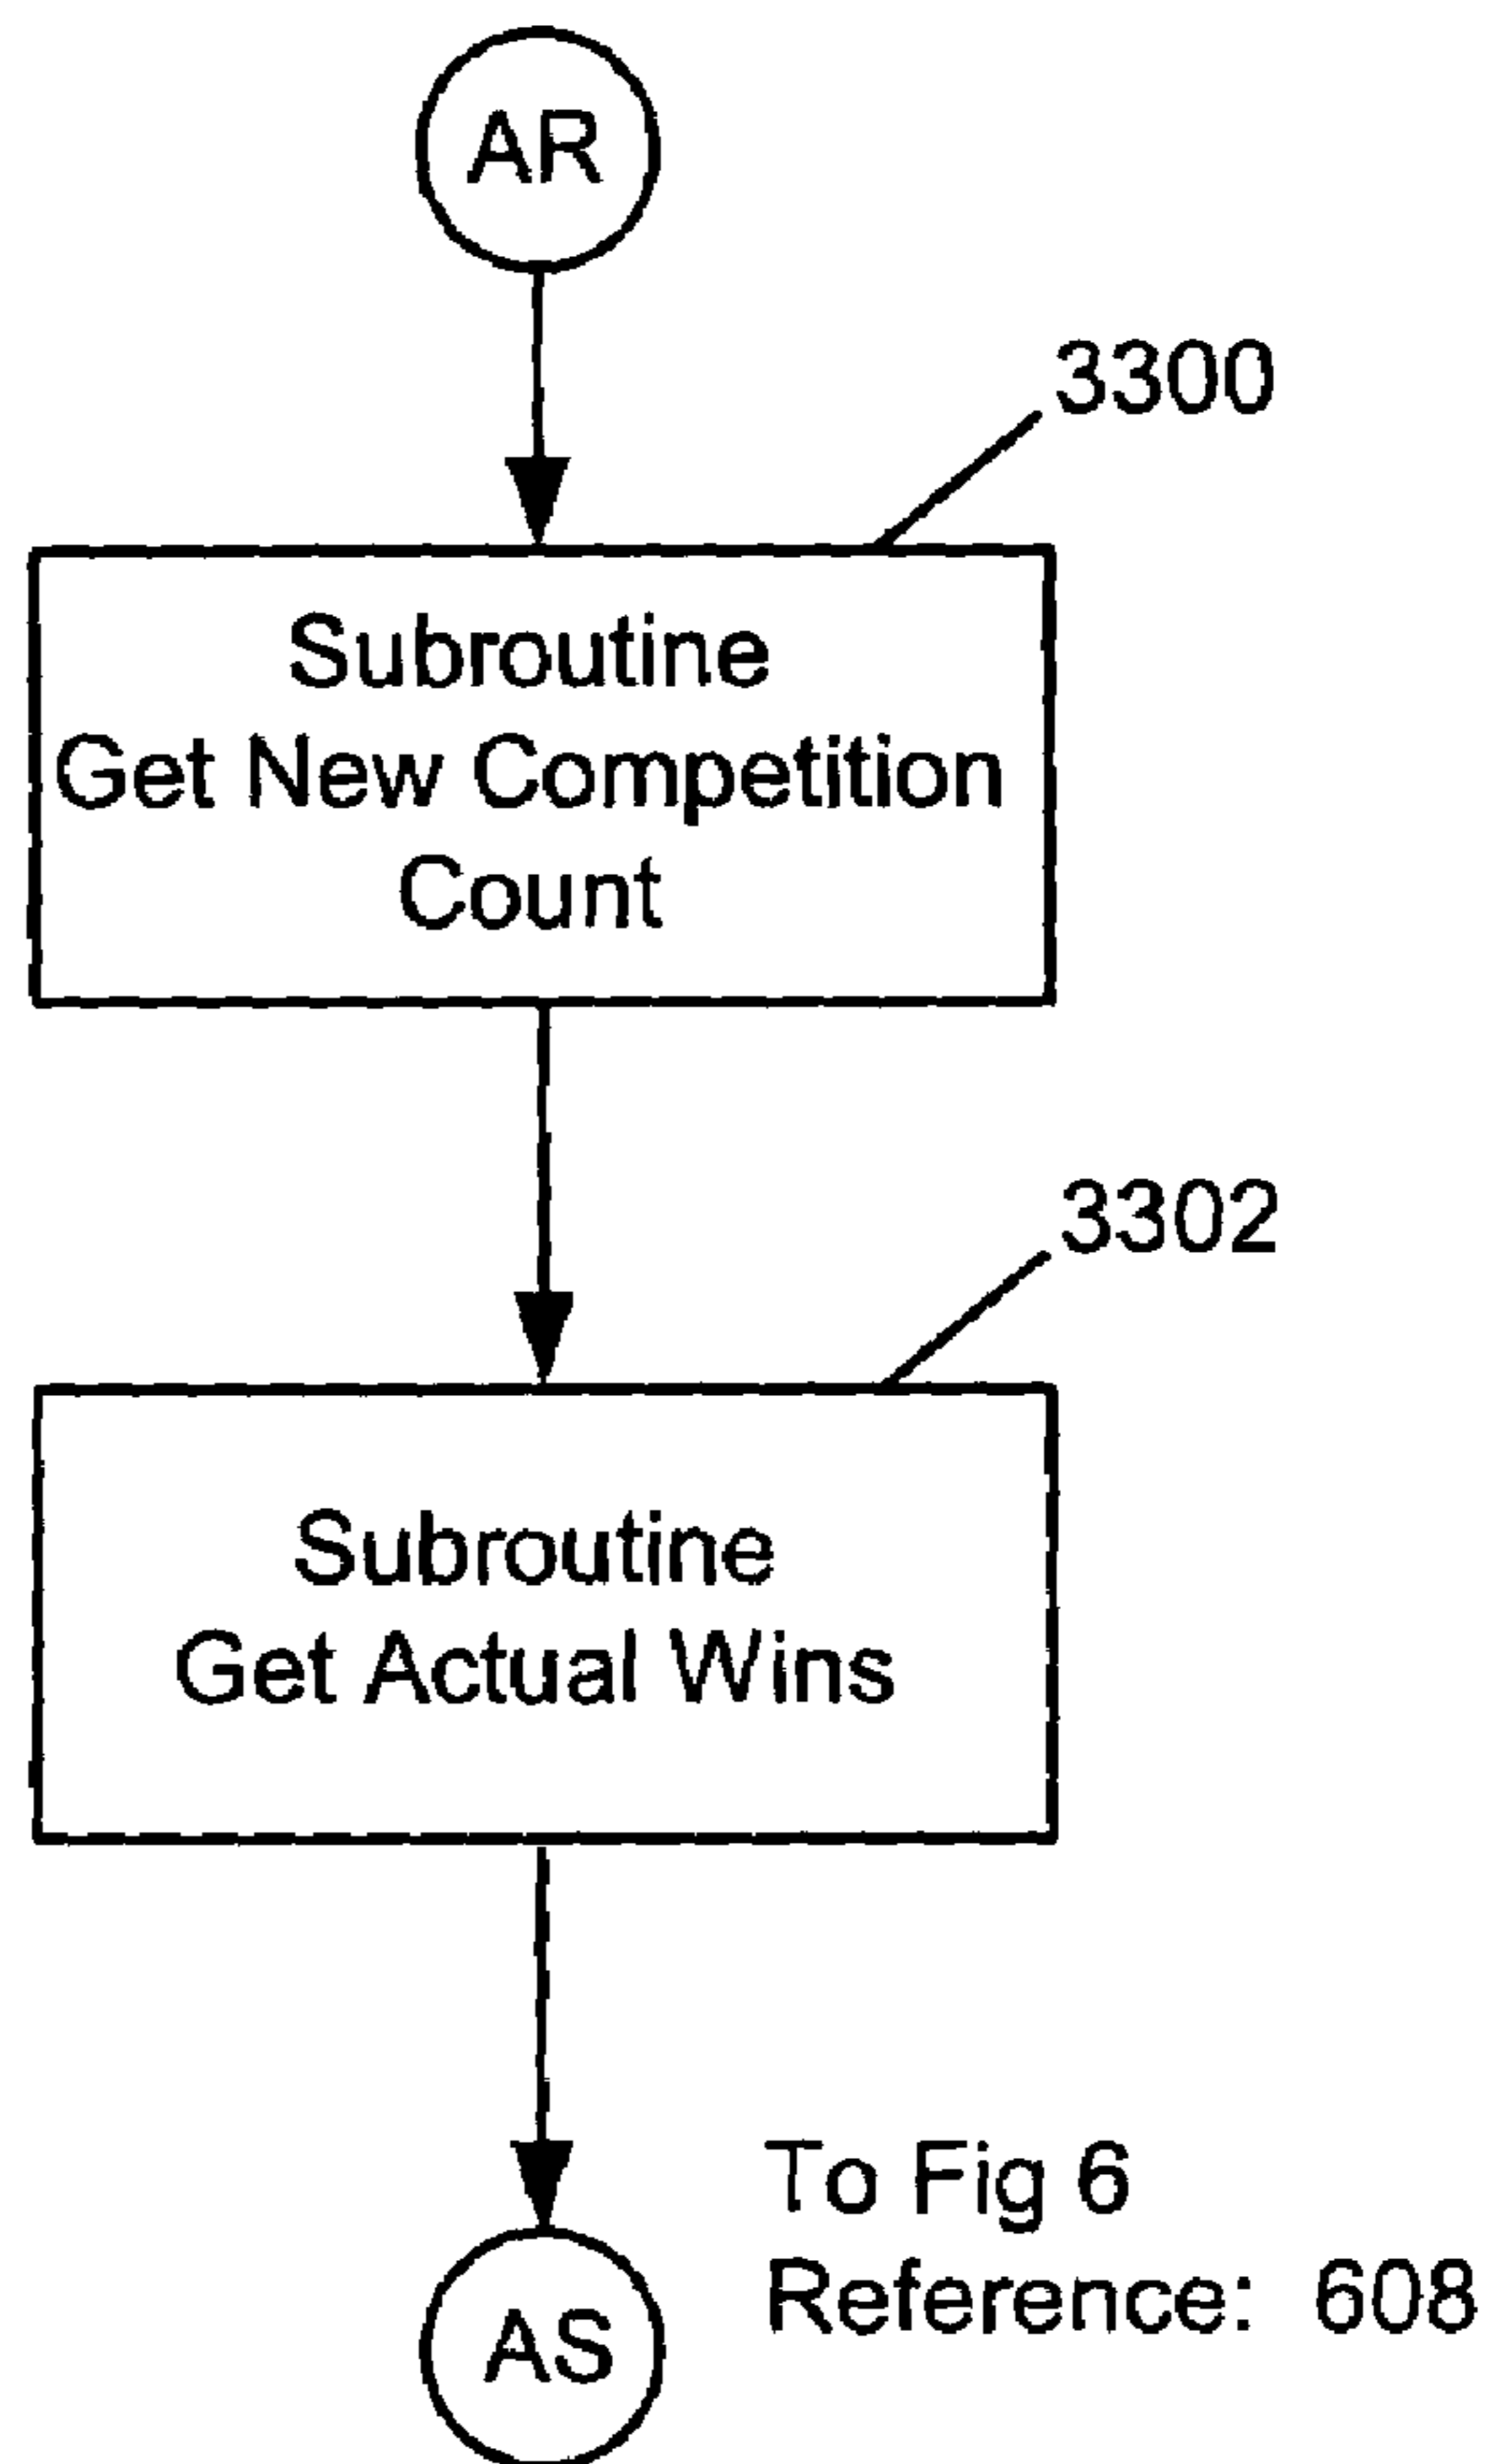 AR
3300
Subroutine
Get New Competition
Count
3302
Subroutine
Get Actual Wins
To Fig 6
Reference: 608
AS